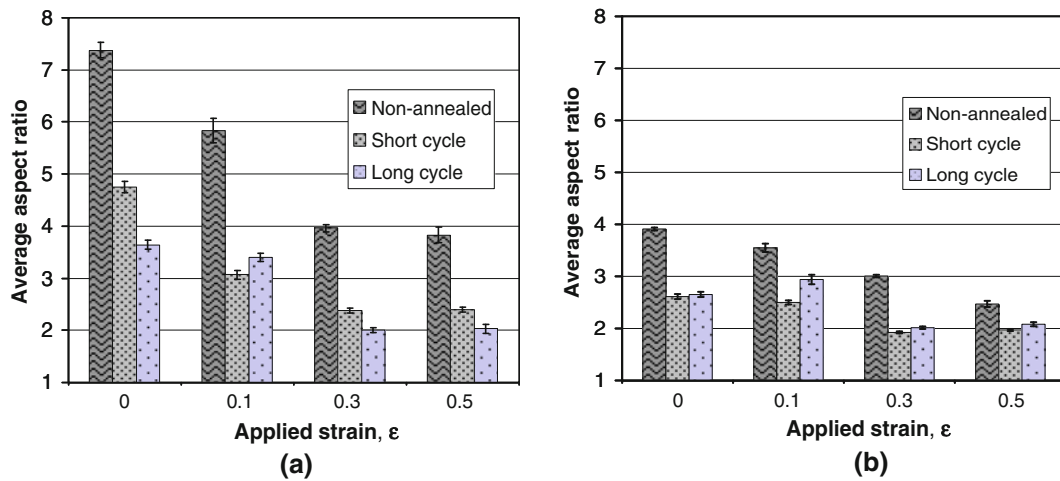 8
7
6
5
4
3
2
1
Average aspect ratio
Non-annealed
Short cycle
Long cycle
0 0.1 0.3 0.5
Applied strain, ε
(a)
8
7
6
5
4
3
2
1
Average aspect ratio
Non-annealed
Short cycle
Long cycle
0 0.1 0.3 0.5
Applied strain, ε
(b)